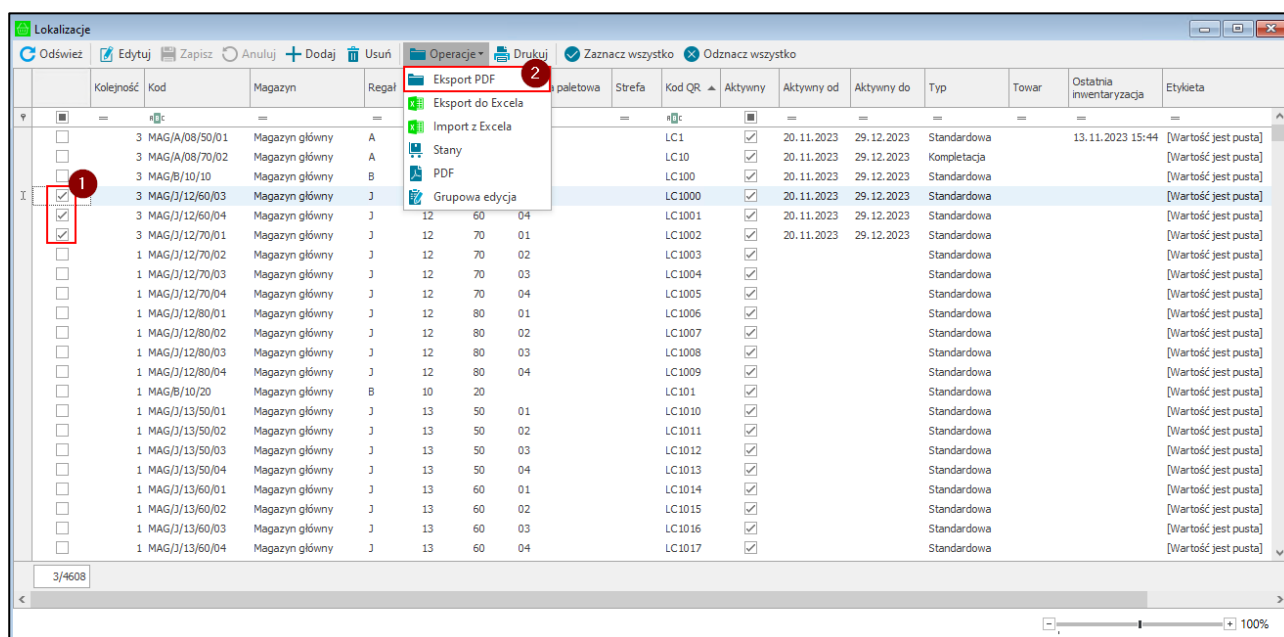 Lokalizacje
Odśwież Edytuj Zapisz Anuluj Dodaj Usuń Operacje Drukuj Zaznacz wszystko Odznacz wszystko
Kolejność Kod Magazyn Regał paletowa Strefa Kod QR Aktywny Aktywny od Aktywny do Typ Towar Ostatnia inwentaryzacja Etykieta
Eksport PDF 2
Eksport do Excela
Import z Excela
Stany
PDF
Grupowa edycja
1
3 MAG/A/08/50/01 Magazyn główny A LC1 20.11.2023 29.12.2023 Standardowa 13.11.2023 15:44 [Wartość jest pusta]
3 MAG/A/08/70/02 Magazyn główny A LC10 20.11.2023 29.12.2023 Kompletacja [Wartość jest pusta]
3 MAG/B/10/10 Magazyn główny B LC100 20.11.2023 29.12.2023 Standardowa [Wartość jest pusta]
3 MAG/J/12/60/03 Magazyn główny J LC1000 20.11.2023 29.12.2023 Standardowa [Wartość jest pusta]
3 MAG/J/12/60/04 Magazyn główny J 12 60 04 LC1001 20.11.2023 29.12.2023 Standardowa [Wartość jest pusta]
3 MAG/J/12/70/01 Magazyn główny J 12 70 01 LC1002 20.11.2023 29.12.2023 Standardowa [Wartość jest pusta]
1 MAG/J/12/70/02 Magazyn główny J 12 70 02 LC1003 Standardowa [Wartość jest pusta]
1 MAG/J/12/70/03 Magazyn główny J 12 70 03 LC1004 Standardowa [Wartość jest pusta]
1 MAG/J/12/70/04 Magazyn główny J 12 70 04 LC1005 Standardowa [Wartość jest pusta]
1 MAG/J/12/80/01 Magazyn główny J 12 80 01 LC1006 Standardowa [Wartość jest pusta]
1 MAG/J/12/80/02 Magazyn główny J 12 80 02 LC1007 Standardowa [Wartość jest pusta]
1 MAG/J/12/80/03 Magazyn główny J 12 80 03 LC1008 Standardowa [Wartość jest pusta]
1 MAG/J/12/80/04 Magazyn główny J 12 80 04 LC1009 Standardowa [Wartość jest pusta]
1 MAG/B/10/20 Magazyn główny B 10 20 LC101 Standardowa [Wartość jest pusta]
1 MAG/J/13/50/01 Magazyn główny J 13 50 01 LC1010 Standardowa [Wartość jest pusta]
1 MAG/J/13/50/02 Magazyn główny J 13 50 02 LC1011 Standardowa [Wartość jest pusta]
1 MAG/J/13/50/03 Magazyn główny J 13 50 03 LC1012 Standardowa [Wartość jest pusta]
1 MAG/J/13/50/04 Magazyn główny J 13 50 04 LC1013 Standardowa [Wartość jest pusta]
1 MAG/J/13/60/01 Magazyn główny J 13 60 01 LC1014 Standardowa [Wartość jest pusta]
1 MAG/J/13/60/02 Magazyn główny J 13 60 02 LC1015 Standardowa [Wartość jest pusta]
1 MAG/J/13/60/03 Magazyn główny J 13 60 03 LC1016 Standardowa [Wartość jest pusta]
1 MAG/J/13/60/04 Magazyn główny J 13 60 04 LC1017 Standardowa [Wartość jest pusta]
3/4608
100%